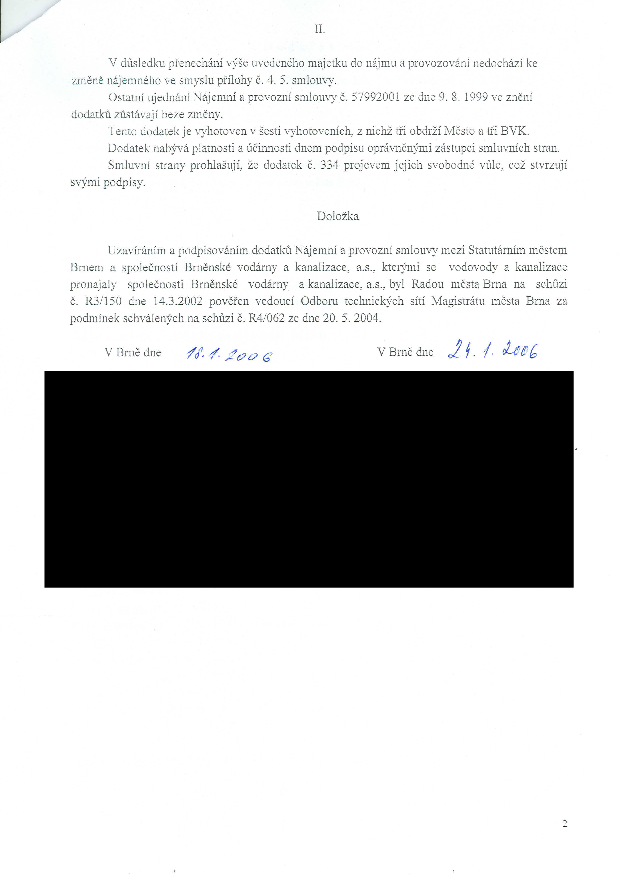 II.
V důsledku přenechání výše uvedeného majetku do nájmu a provozování nedochází ke
změně nájemného ve smyslu přílohy č. 4. 5. smlouvy.
Ostatní ujednání Nájemní a provozní smlouvy č. 57992001 ze dne 9. 8. 1999 ve znění
dodatků zůstávají beze změny.
Tento dodatek je vyhotoven v šesti vyhotoveních, z nichž tři obdrží Město a tři BVK.
Dodatek nabývá platnosti a účinnosti dnem podpisu oprávněnými zástupci smluvních stran.
Smluvní strany prohlašují, že dodatek č. 334 projevem jejich svobodné vůle, což stvrzují
svými podpisy.
Doložka
Uzavíráním a podpisováním dodatků Nájemní a provozní smlouvy mezi Statutárním městem
Brnem a společností Brněnské vodárny a kanalizace, a.s., kterými se vodovody a kanalizace
pronajaly společnosti Brněnské vodárny a kanalizace, a.s., byl Radou města Brna na schůzi
č. R3/150 dne 14.3.2002 pověřen vedoucí Odboru technických sítí Magistrátu města Brna za
podmínek schválených na schůzi č. R4/062 ze dne 20. 5. 2004.
V Brně dne 18.1.2006 V Brně dne 24.1.2006
2